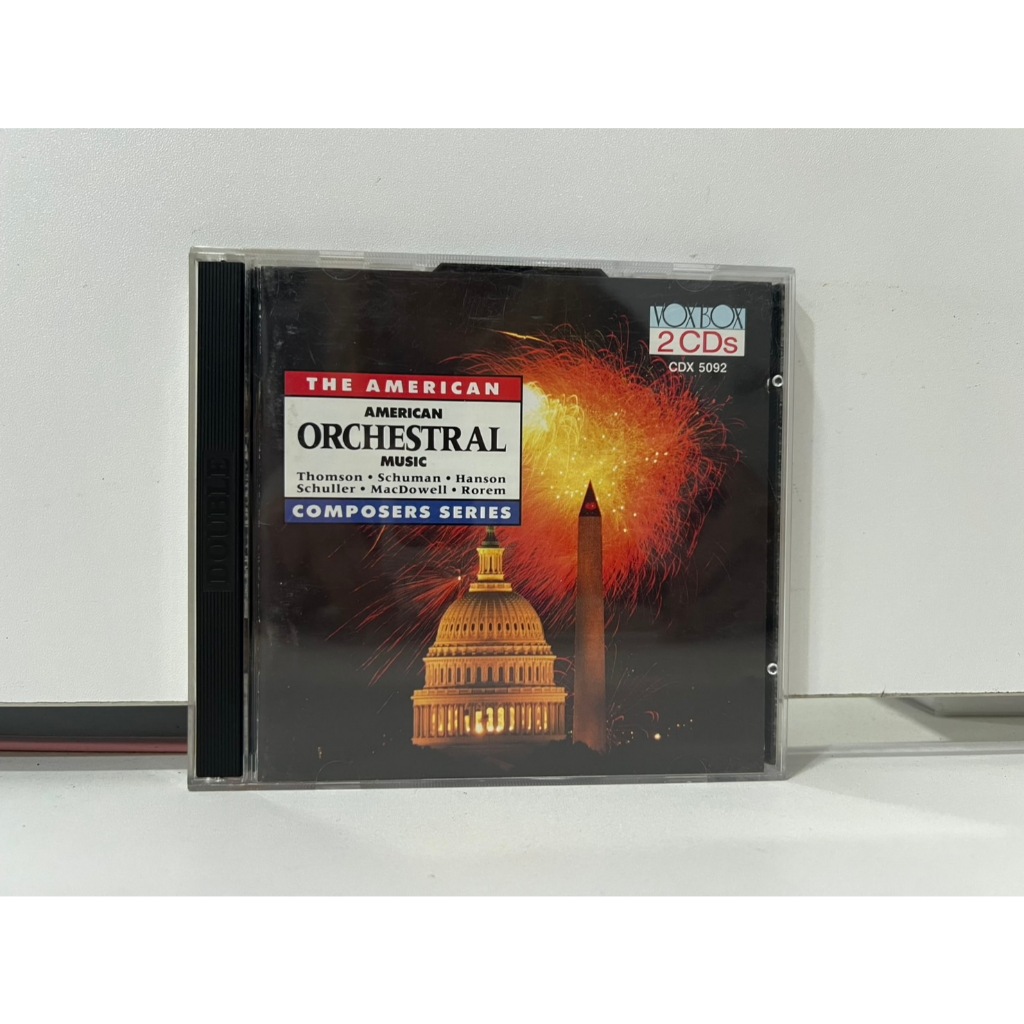 VOXBOX
2 CDs
CDX 5092
THE AMERICAN
AMERICAN
ORCHESTRAL
MUSIC
Thomson • Schuman • Hanson
Schuller • MacDowell • Rorem
COMPOSERS SERIES
DOUBLE